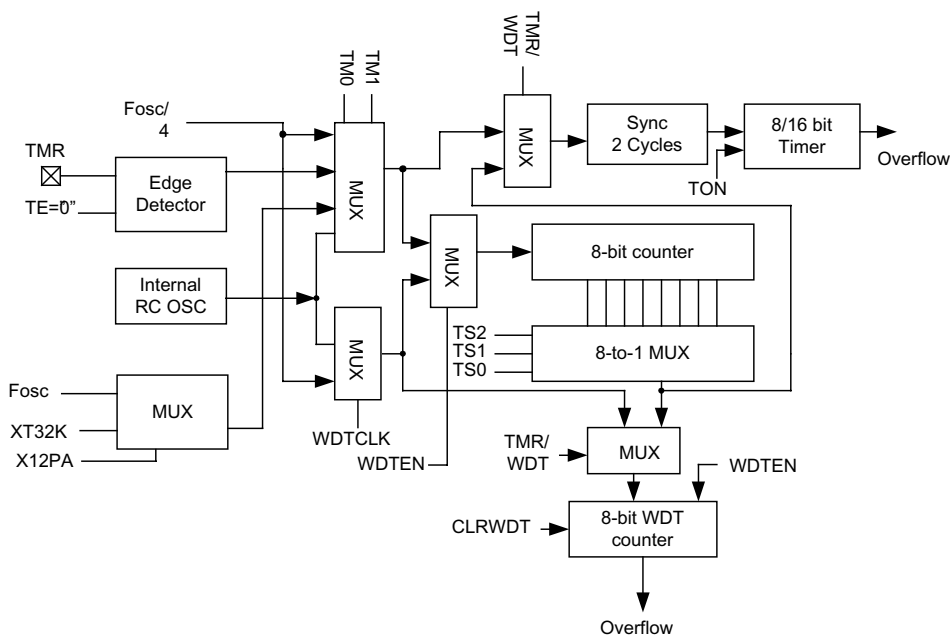 TM0
TM1
TMR/
WDT
Fosc/
4
MUX
MUX
Sync
2 Cycles
8/16 bit
Timer
Overflow
TMR
Edge
Detector
TE="0”
TON
MUX
8-bit counter
Internal
RC OSC
MUX
TS2
TS1
TS0
8-to-1 MUX
Fosc
MUX
XT32K
X12PA
WDTCLK
WDTEN
TMR/
WDT
MUX
WDTEN
CLRWDT
8-bit WDT
counter
Overflow